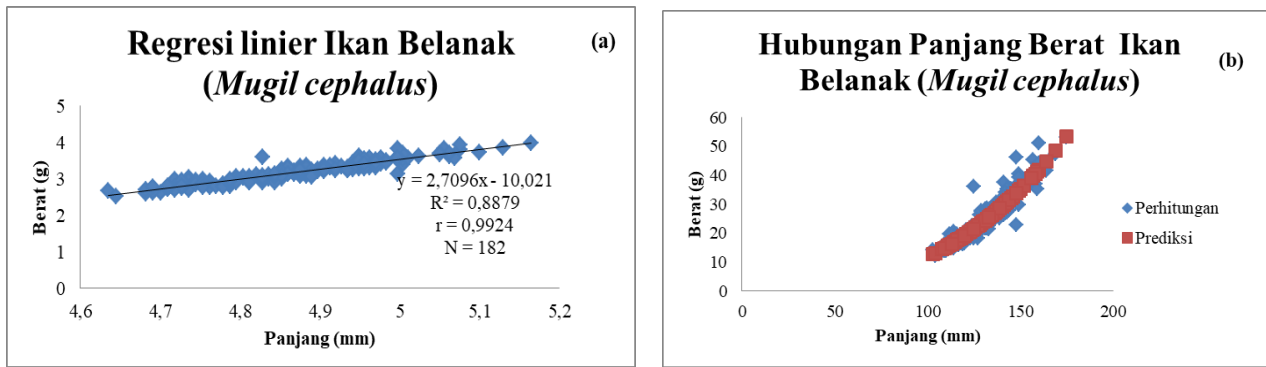 Regresi linier Ikan Belanak
(Mugil cephalus)
(a)
Berat (g)
5
4
3
2
1
0
y = 2,7096x - 10,021
R² = 0,8879
r = 0,9924
N = 182
4,6 4,7 4,8 4,9 5 5,1 5,2
Panjang (mm)
Hubungan Panjang Berat Ikan
Belanak (Mugil cephalus)
(b)
Berat (g)
60
50
40
30
20
10
0
Perhitungan
Prediksi
0 50 100 150 200
Panjang (mm)